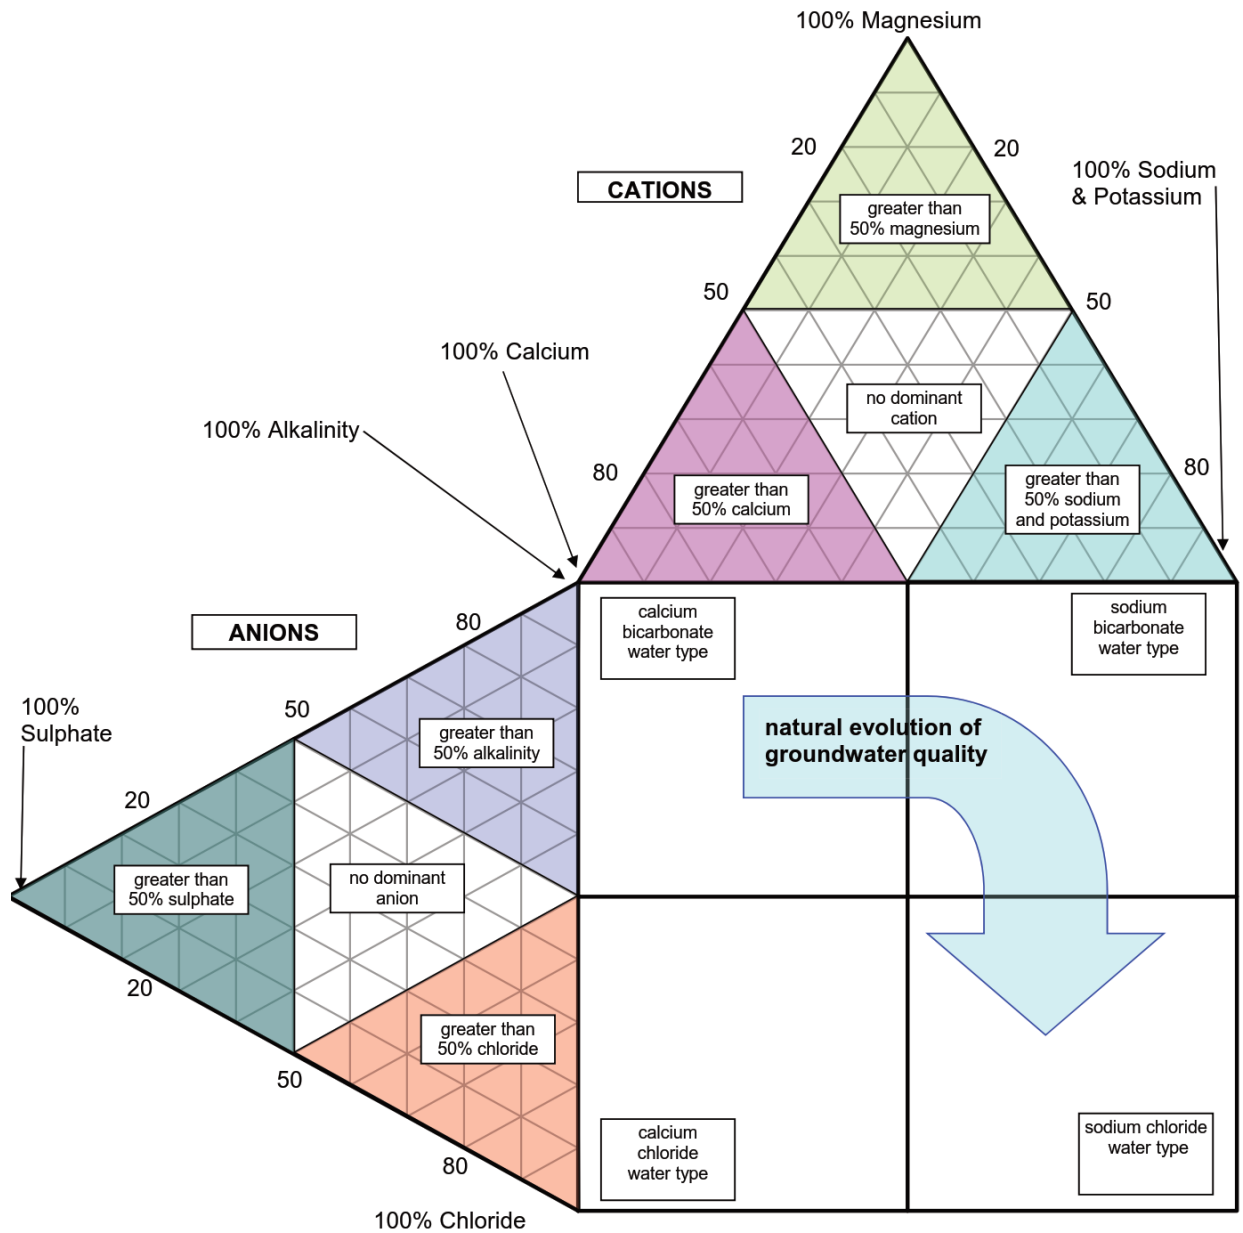 100% Magnesium
20
20
CATIONS
100% Sodium
& Potassium
greater than
50% magnesium
50
50
100% Calcium
no dominant
cation
100% Alkalinity
80
80
greater than
50% calcium
greater than
50% sodium
and potassium
calcium
bicarbonate
water type
sodium
bicarbonate
water type
80
ANIONS
100%
Sulphate
50
natural evolution of
groundwater quality
greater than
50% alkalinity
20
greater than
50% sulphate
no dominant
anion
20
greater than
50% chloride
50
80
calcium
chloride
water type
sodium chloride
water type
100% Chloride